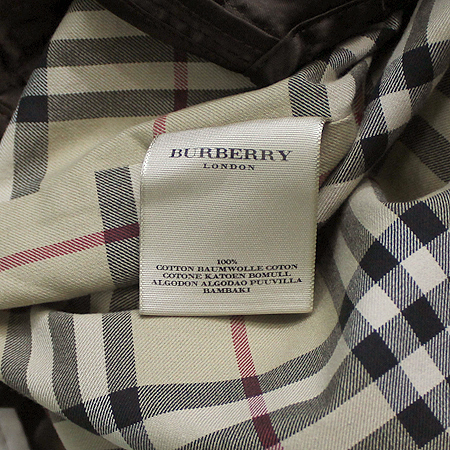 BURBERRY
LONDON
100%
COTTON BAUMWOLLE COTON
COTONE KATOEN BOMULL
ALGODON ALGODAO PUUVILLA
BAMBAKI